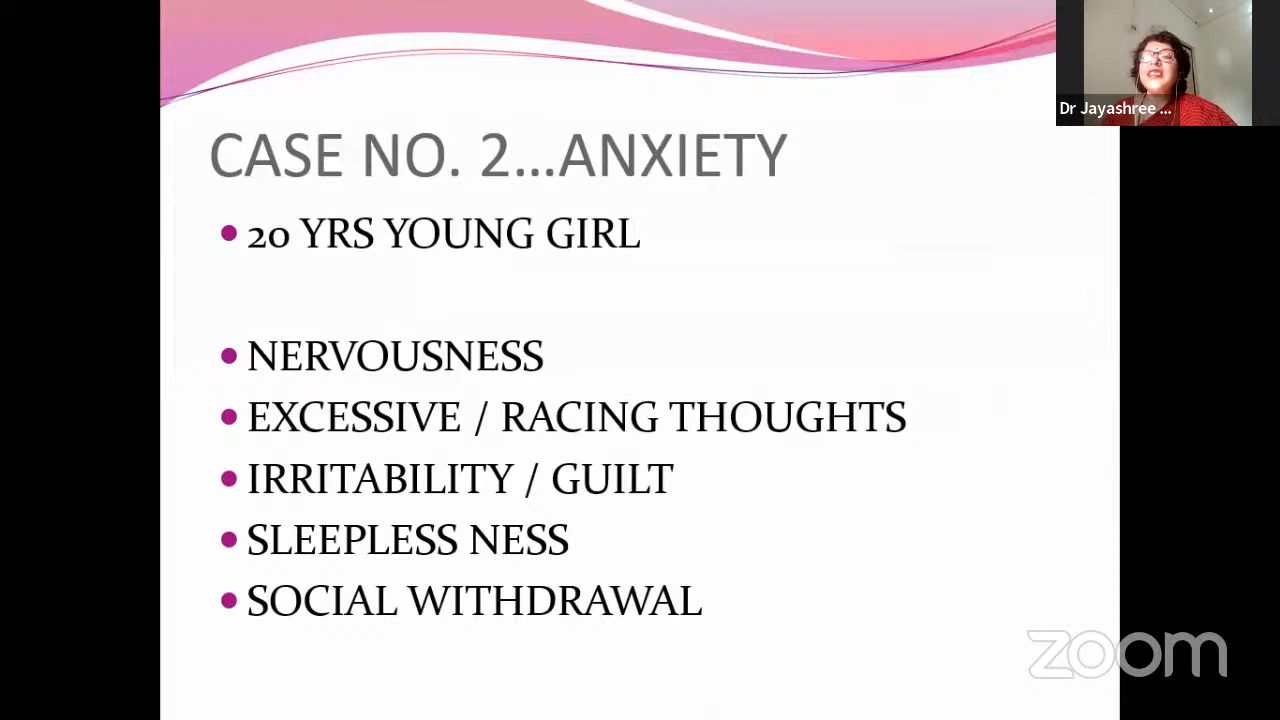 Dr Jayashree ...
CASE NO. 2...ANXIETY
• 20 YRS YOUNG GIRL
• NERVOUSNESS
• EXCESSIVE / RACING THOUGHTS
• IRRITABILITY / GUILT
• SLEEPLESS NESS
• SOCIAL WITHDRAWAL
zoom